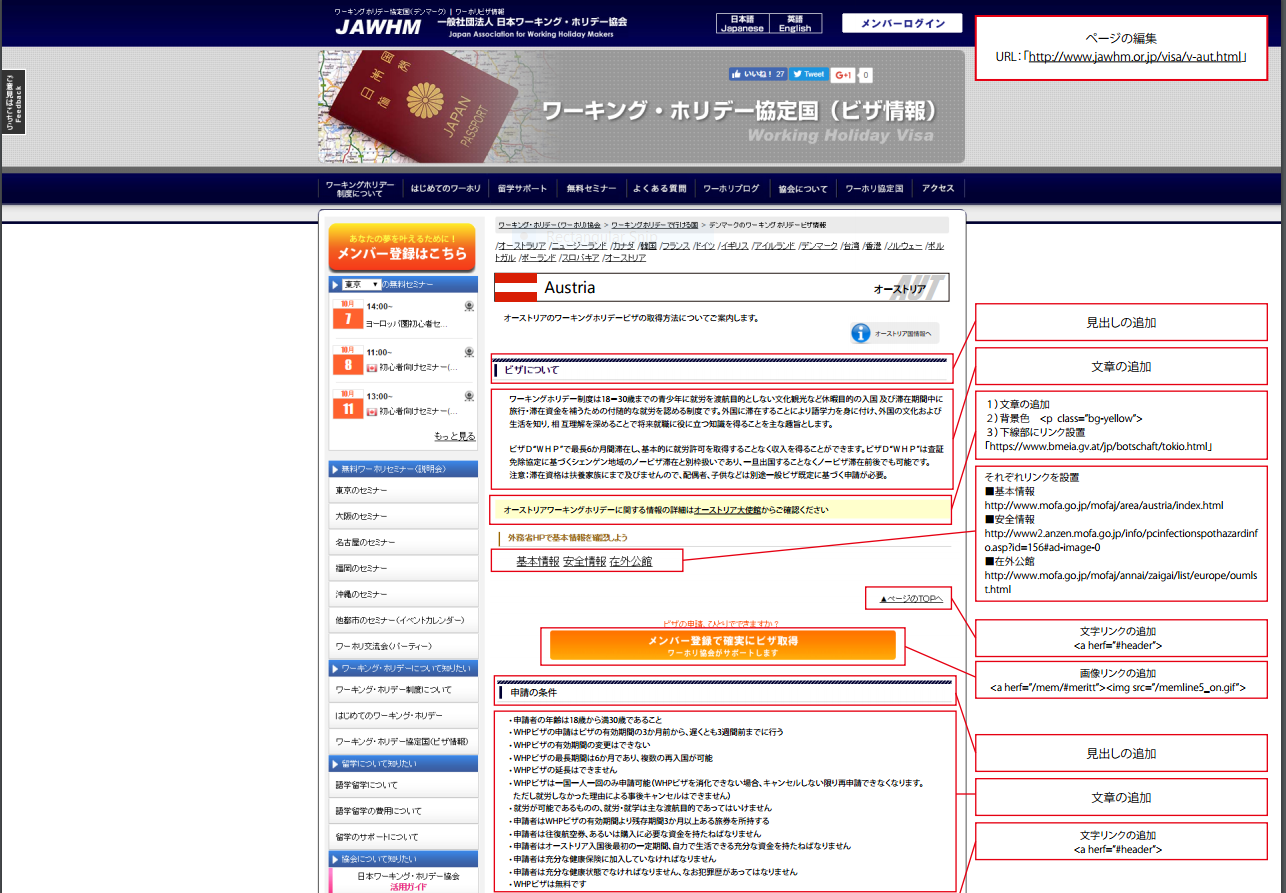 ワーキングホリデー協定国(デンマーク) | ワーホリビザ情報
JAWHM 一般社団法人 日本ワーキング・ホリデー協会
Japan Association for Working Holiday Makers
日本語 Japanese
英語 English
メンバーログイン
ページの編集
URL:「http://www.jawhm.or.jp/visa/v-aut.html」
ご意見はこちら
Feedback
いいね! 27
Tweet
G+1 0
JAPAN
PASSPORT
日本国
ワーキング・ホリデー協定国(ビザ情報)
Working Holiday Visa
ワーキングホリデー
制度について
はじめてのワーホリ
留学サポート
無料セミナー
よくある質問
ワーホリブログ
協会について
ワーホリ協定国
アクセス
あなたの夢を叶えるために!
メンバー登録はこちら
東京 の無料セミナー
7
14:00~
ヨーロッパ圏初心者セ...
8
11:00~
初心者向けセミナー(...
11
13:00~
初心者向けセミナー(...
もっと見る
無料ワーホリセミナー(説明会)
東京のセミナー
大阪のセミナー
名古屋のセミナー
福岡のセミナー
沖縄のセミナー
他都市のセミナー(イベントカレンダー)
ワーホリ交流会(パーティー)
ワーキング・ホリデーについて知りたい
ワーキング・ホリデー制度について
はじめてのワーキング・ホリデー
ワーキング・ホリデー協定国(ビザ情報)
留学について知りたい
語学留学について
語学留学の費用について
留学のサポートについて
協会について知りたい
日本ワーキング・ホリデー協会
活用ガイド
ワーキング・ホリデー(ワーホリ)協会 > ワーキングホリデーで行ける国 > デンマークのワーキングホリデービザ情報
/オーストラリア /ニュージーランド /カナダ /韓国 /フランス /ドイツ /イギリス /アイルランド /デンマーク /台湾 /香港 /ノルウェー /ポル
トガル /ポーランド /スロバキア /オーストリア
Austria
AUT
オーストリア
オーストリアのワーキングホリデービザの取得方法についてご案内します。
オーストリア国情報へ
ビザについて
ワーキングホリデー制度は18ー30歳までの青少年に就労を渡航目的としない文化観光など休暇目的の入国及び滞在期間中に
旅行・滞在資金を補うための付随的な就労を認める制度です。外国に滞在することにより語学力を身に付け、外国の文化および
生活を知り、相互理解を深めることで将来就職に役に立つ知識を得ることを主な趣旨とします。
ビザD“WHP”で最長6か月間滞在し、基本的に就労許可を取得することなく収入を得ることができます。ビザD“WHP”は査証
免除協定に基づくシェンゲン地域のノービザ滞在と別枠扱いであり、一旦出国することなくノービザ滞在前後でも可能です。
注意:滞在資格は扶養家族にまで及びませんので、配偶者、子供などは別途一般ビザ既定に基づく申請が必要。
オーストリアワーキングホリデーに関する情報の詳細はオーストリア大使館からご確認ください
外務省HPで基本情報を確認しよう
基本情報 安全情報 在外公館
▲ページのTOPへ
ビザの申請、ひとりでできますか?
メンバー登録で確実にビザ取得
ワーホリ協会がサポートします
申請の条件
・申請者の年齢は18歳から満30歳であること
・WHPビザの申請はビザの有効期間の3か月前から、遅くとも3週間前までに行う
・WHPビザの有効期間の変更はできない
・WHPビザの最長期間は6か月であり、複数の再入国が可能
・WHPビザの延長はできません
・WHPビザは一国一人一回のみ申請可能(WHPビザを消化できない場合、キャンセルしない限り再申請できなくなります。
ただし就労しなかった理由による事後キャンセルはできません)
・就労が可能であるものの、就労・就学は主な渡航目的であってはいけません
・申請者はWHPビザの有効期間より残存期間3か月以上ある旅券を所持する
・申請者は往復航空券、あるいは購入に必要な資金を持たねばなりません
・申請者はオーストリア入国後最初の一定期間、自力で生活できる充分な資金を持たねばなりません
・申請者は充分な健康保険に加入していなければなりません
・申請者は充分な健康状態でなければなりません、なお犯罪歴があってはなりません
・WHPビザは無料です
見出しの追加
文章の追加
1)文章の追加
2)背景色 <p class="bg-yellow">
3)下線部にリンク設置
「https://www.bmeia.gv.at/jp/botschaft/tokio.html」
それぞれリンクを設置
■基本情報
http://www.mofa.go.jp/mofaj/area/austria/index.html
■安全情報
http://www2.anzen.mofa.go.jp/info/pcinfectionspothazardinf
o.asp?id=156#ad-image-0
■在外公館
http://www.mofa.go.jp/mofaj/annai/zaigai/list/europe/oumls
t.html
文字リンクの追加
<a herf="#header">
画像リンクの追加
<a herf="/mem/#meritt"><img src="/memline5_on.gif">
見出しの追加
文章の追加
文字リンクの追加
<a herf="#header">